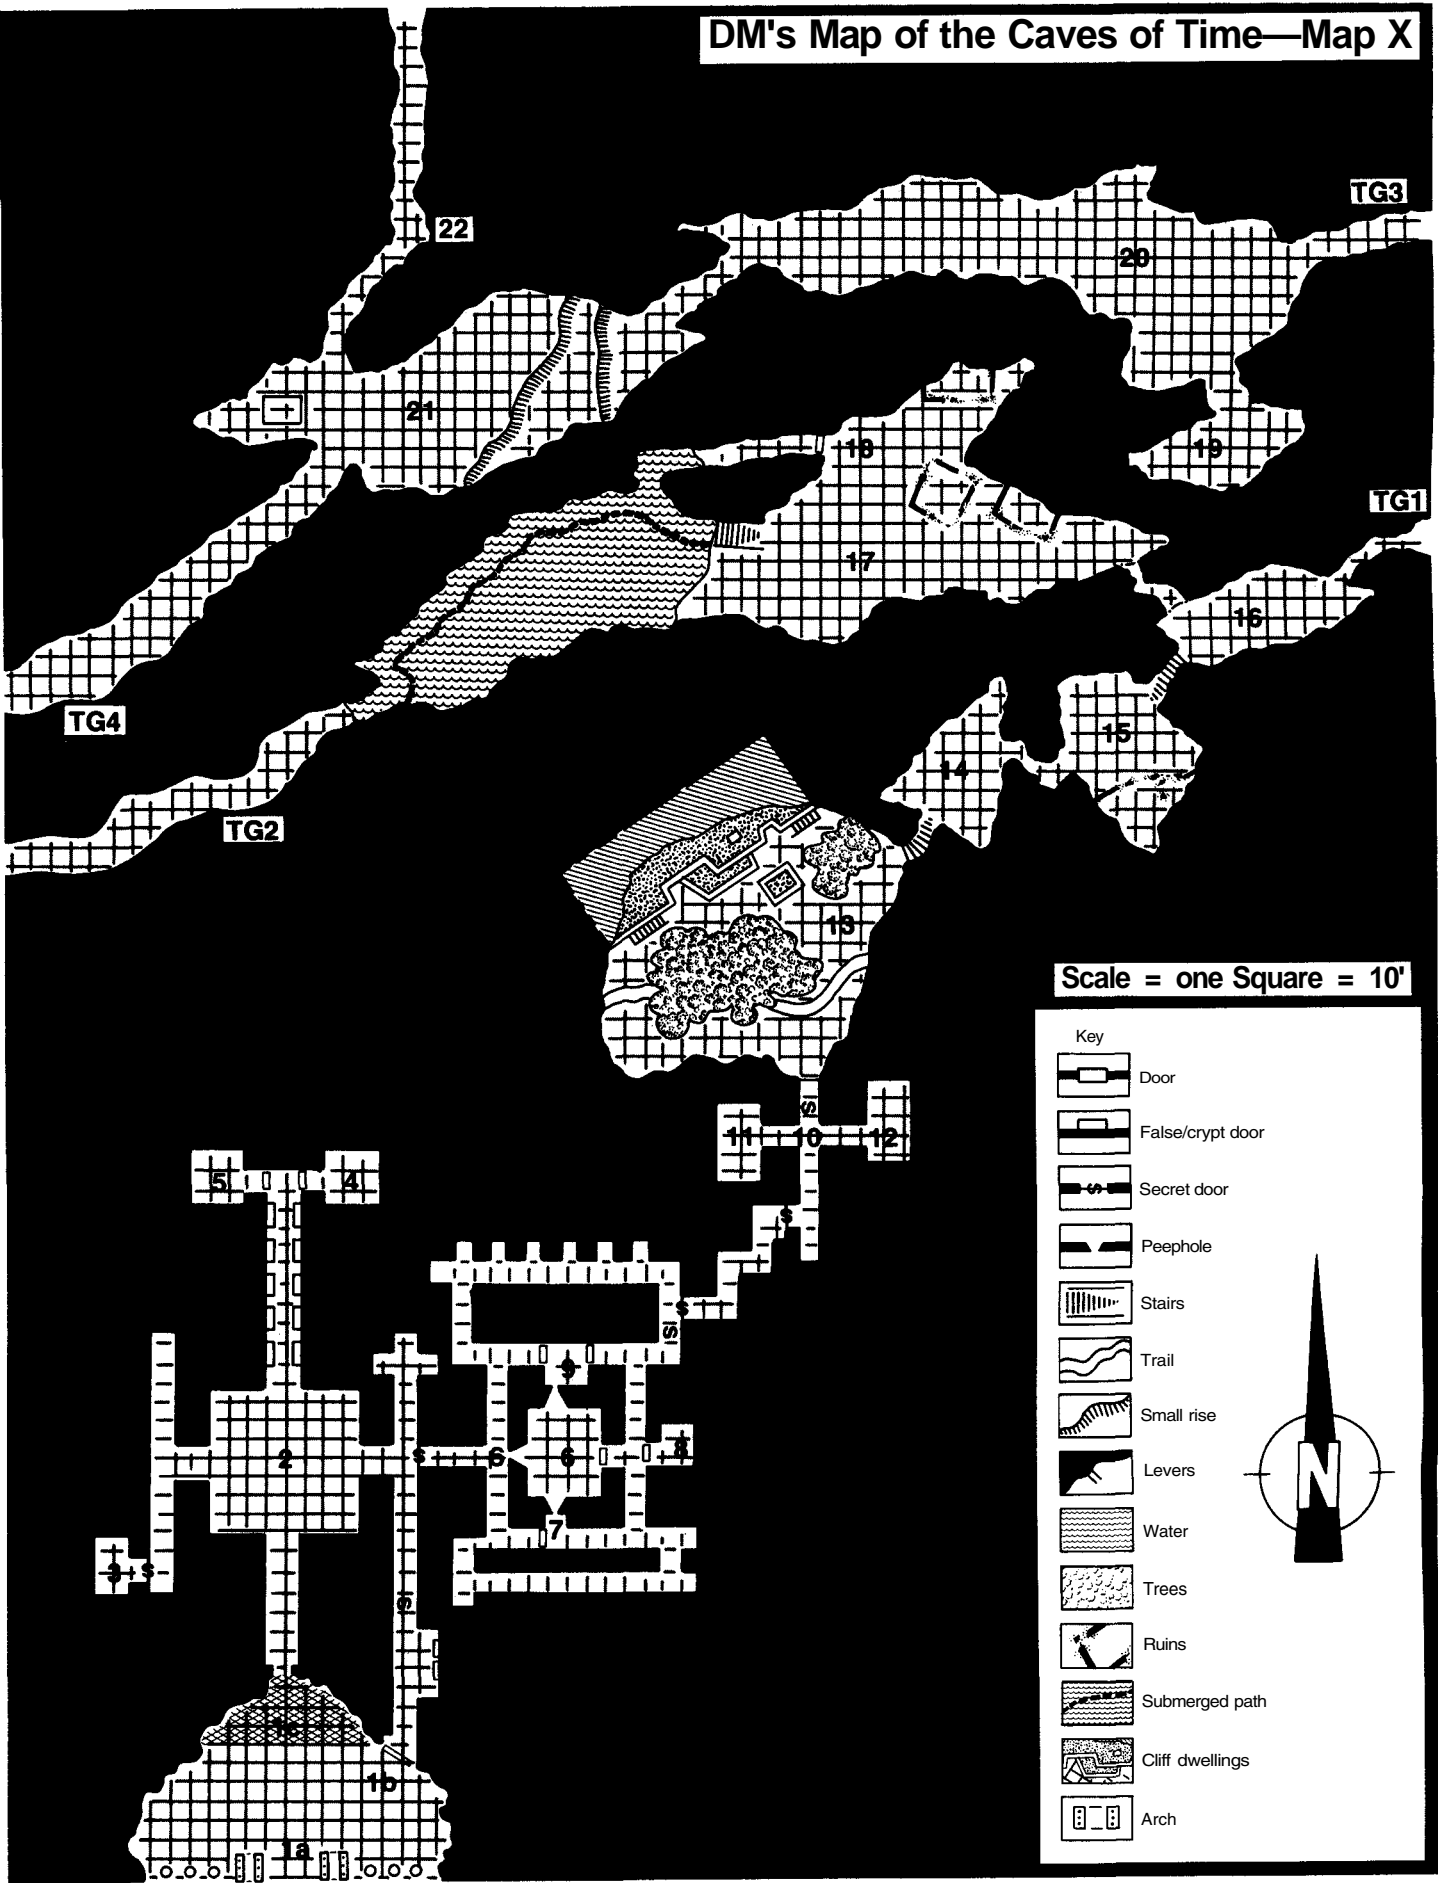 DM's Map of the Caves of Time—Map X
TG3
22
20
21
18
19
TG1
17
16
TG4
15
14
TG2
13
Scale = one Square = 10'
Key
Door
False/crypt door
S
Secret door
Peephole
Stairs
Trail
Small rise
Levers
Water
Trees
Ruins
Submerged path
Cliff dwellings
Arch
N
S
11
10
12
5
4
S
S
S
9
2
S
6
6
8
7
3
S
S
1c
1b
1a